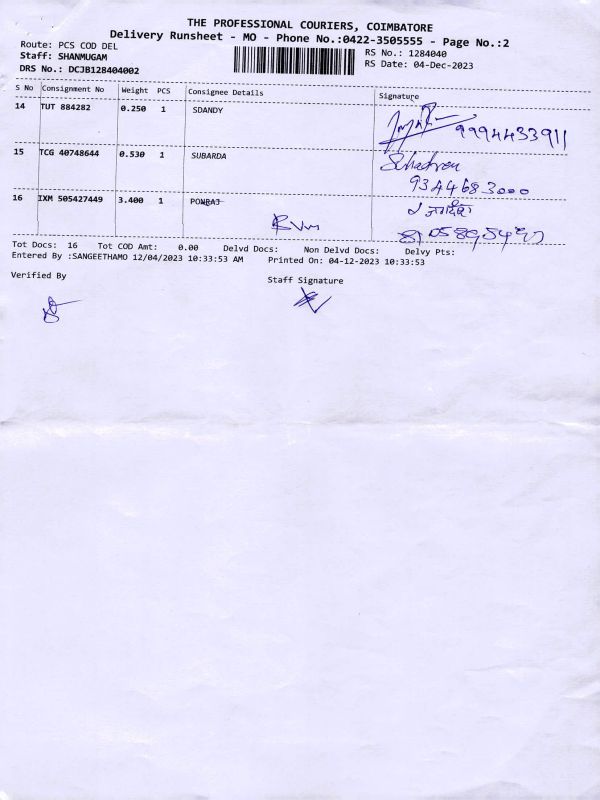 THE PROFESSIONAL COURIERS, COIMBATORE
Delivery Runsheet - MO - Phone No.:0422-3505555 - Page No.:2
Route: PCS COD DEL
RS No.: 1284040
Staff: SHANMUGAM
RS Date: 04-Dec-2023
DRS No.: DCJB128404002
S No Consignment No Weight PCS Consignee Details Signature
14 TUT 884282 0.250 1 SDANDY
9994433911
15 TCG 40748644 0.530 1 SUBARDA
9344683000
16 IXM 505427449 3.400 1 PONRAJ
Tot Docs: 16 Tot COD Amt: 0.00 Delvd Docs: Non Delvd Docs: Delvy Pts:
Entered By :SANGEETHAMO 12/04/2023 10:33:53 AM Printed On: 04-12-2023 10:33:53
Verified By Staff Signature